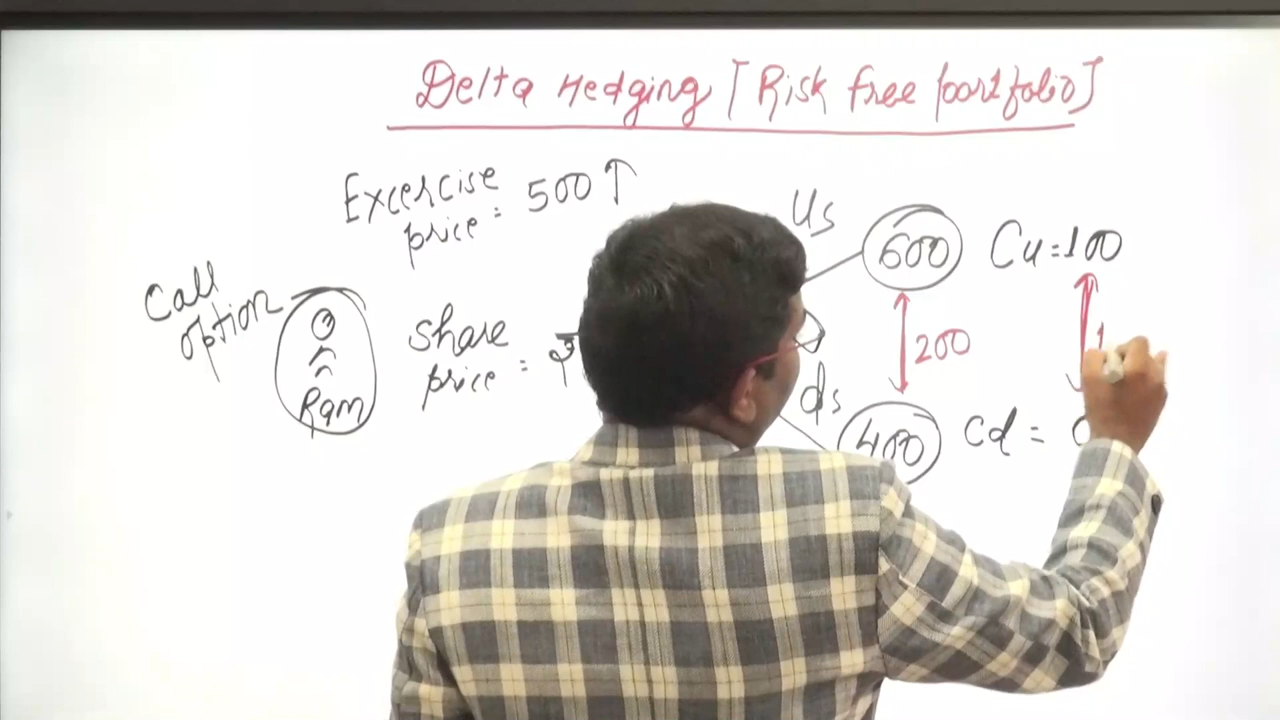 Delta Hedging [Risk free portfolio]
Excercise price = 500 ↑
Call option
Ram
Share price = ₹
Us
600
Cu = 100
200
1
ds
400
Cd =